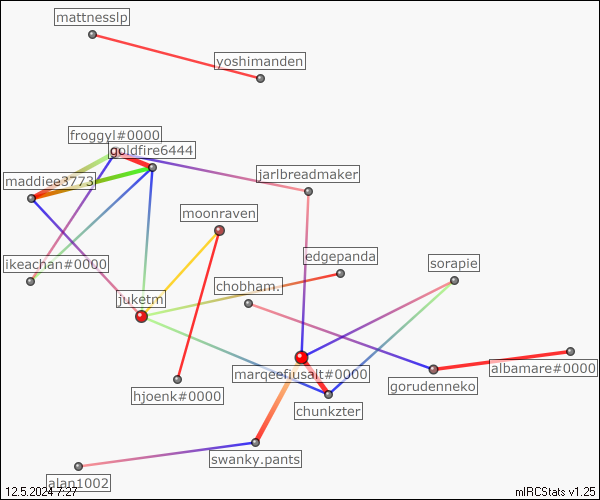 mattnesslp
yoshimanden
froggyl#0000
goldfire6444
maddiee3773
jarlbreadmaker
moonraven
edgepanda
ikeachan#0000
sorapie
chobham.
juketm
marqeefiusalt#0000
albamare#0000
gorudenneko
hjoenk#0000
chunkzter
swanky.pants
alan1002
12.5.2024 7:27
mIRCStats v1.25